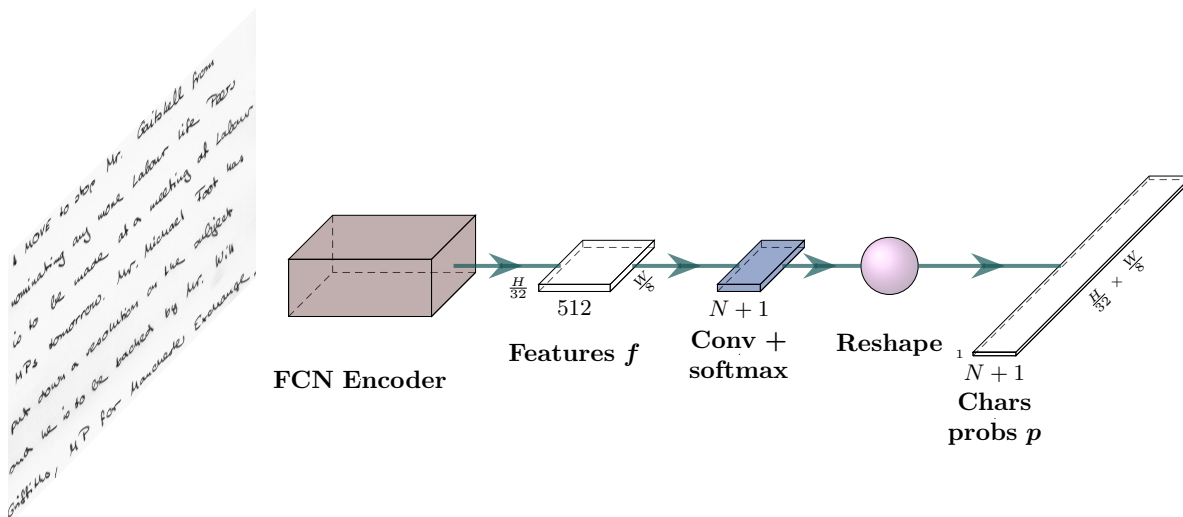 A MOVE to stop Mr. Gaitskell from
nominating any more Labour life Peers
is to be made at a meeting of Labour
MPs tomorrow. Mr. Michael Foot has
put down a resolution on the subject
and he is to be backed by Mr. Will
Griffiths, MP for Manchester Exchange.
FCN Encoder
H/32
W/8
512
Features f
N + 1
Conv +
softmax
Reshape
1
H/32 × W/8
N + 1
Chars
probs p